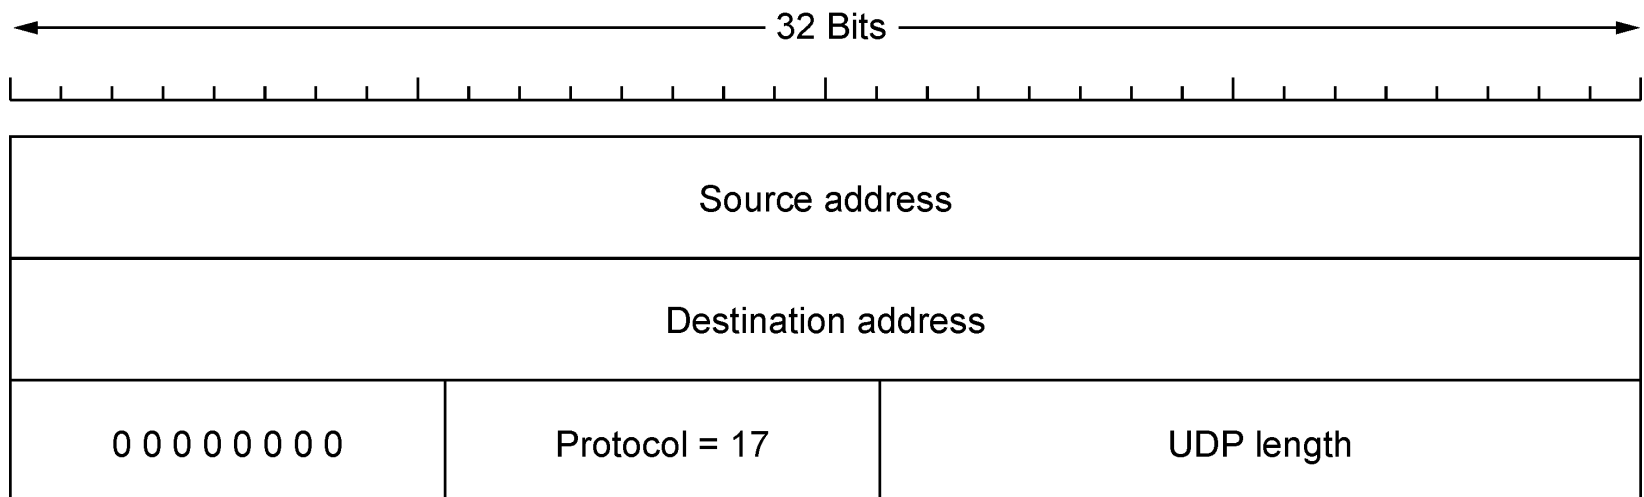 32 Bits
Source address
Destination address
0 0 0 0 0 0 0 0 Protocol = 17 UDP length